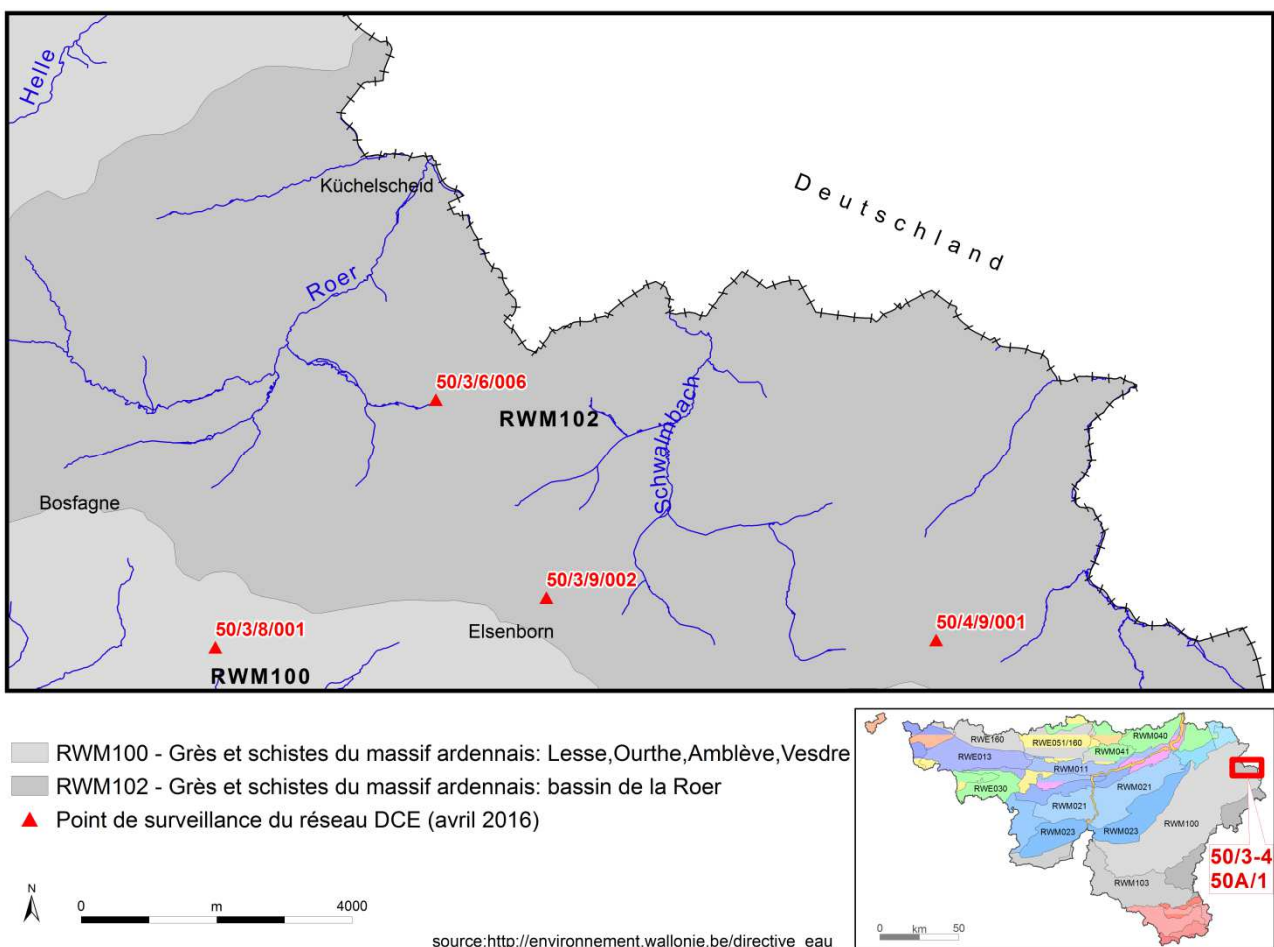 Helle
Küchelscheid
Deutschland
Roer
50/3/6/006
RWM102
Schwalmbach
Bosfagne
50/3/9/002
Elsenborn
50/3/8/001
50/4/9/001
RWM100
RWM100 - Grès et schistes du massif ardennais: Lesse,Ourthe,Amblève,Vesdre
RWM102 - Grès et schistes du massif ardennais: bassin de la Roer
Point de surveillance du réseau DCE (avril 2016)
N
0 m 4000
source:http://environnement.wallonie.be/directive_eau
RWE160
RWE051/160
RWM040
RWM041
RWE013
RWM011
RWE030
RWM021
RWM021
RWM023
RWM023
RWM100
RWM103
50/3-4
50A/1
0 km 50